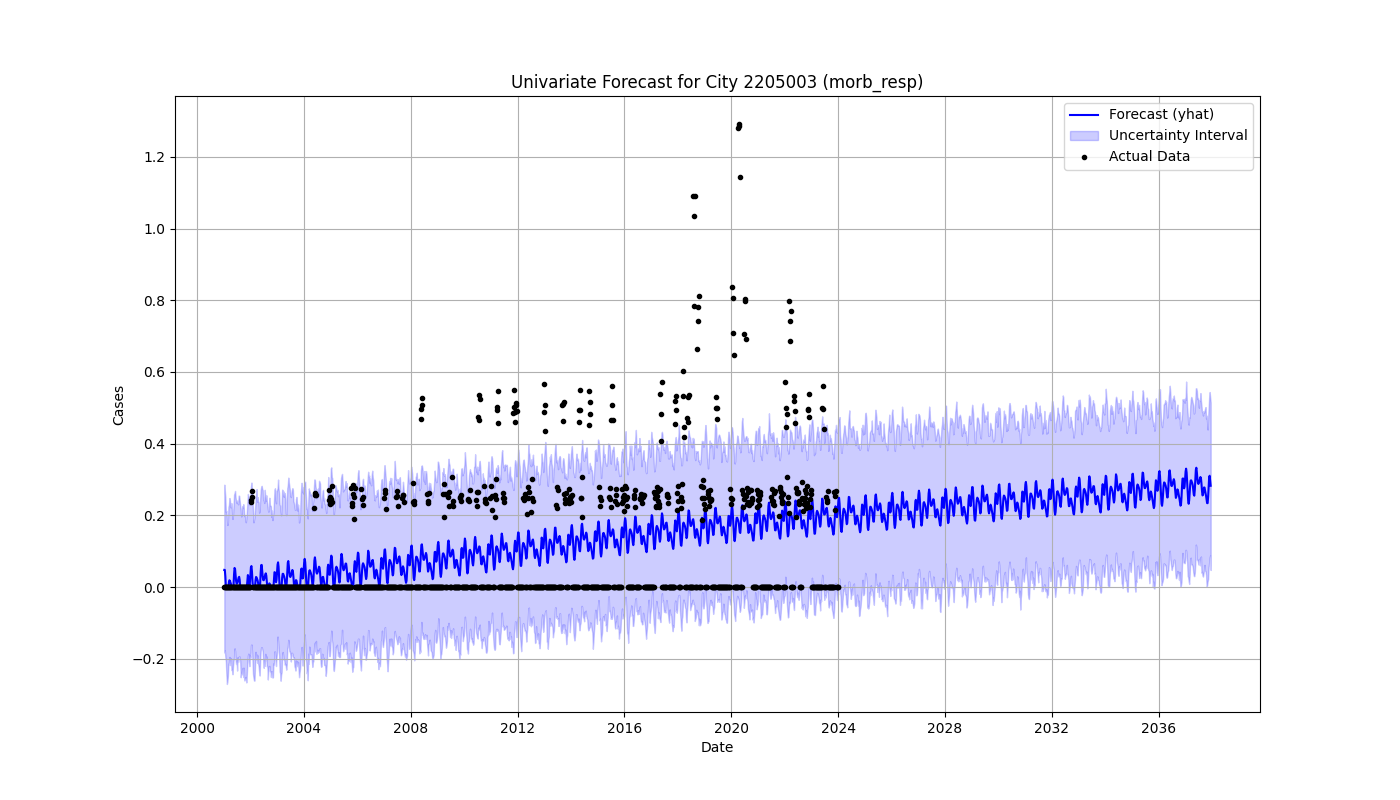 Univariate Forecast for City 2205003 (morb_resp)
Forecast (yhat)
Uncertainty Interval
Actual Data
Cases
1.2
1.0
0.8
0.6
0.4
0.2
0.0
−0.2
2000 2004 2008 2012 2016 2020 2024 2028 2032 2036
Date